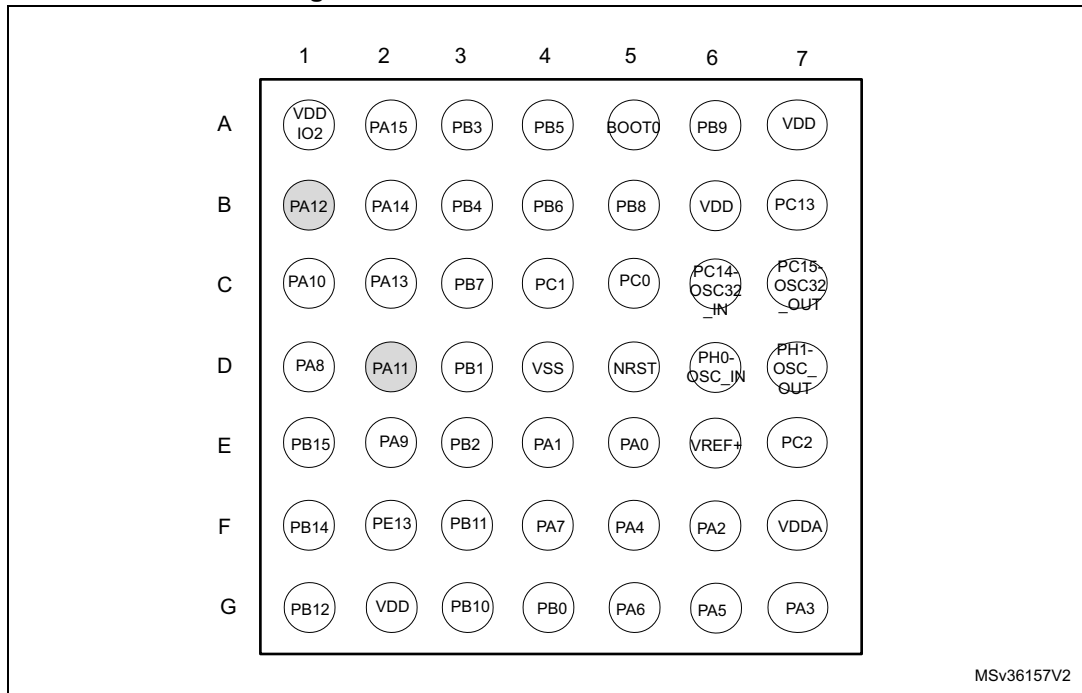 1 2 3 4 5 6 7
A VDD IO2 PA15 PB3 PB5 BOOT0 PB9 VDD
B PA12 PA14 PB4 PB6 PB8 VDD PC13
C PA10 PA13 PB7 PC1 PC0 PC14-OSC32_IN PC15-OSC32_OUT
D PA8 PA11 PB1 VSS NRST PH0-OSC_IN PH1-OSC_OUT
E PB15 PA9 PB2 PA1 PA0 VREF+ PC2
F PB14 PE13 PB11 PA7 PA4 PA2 VDDA
G PB12 VDD PB10 PB0 PA6 PA5 PA3
MSv36157V2